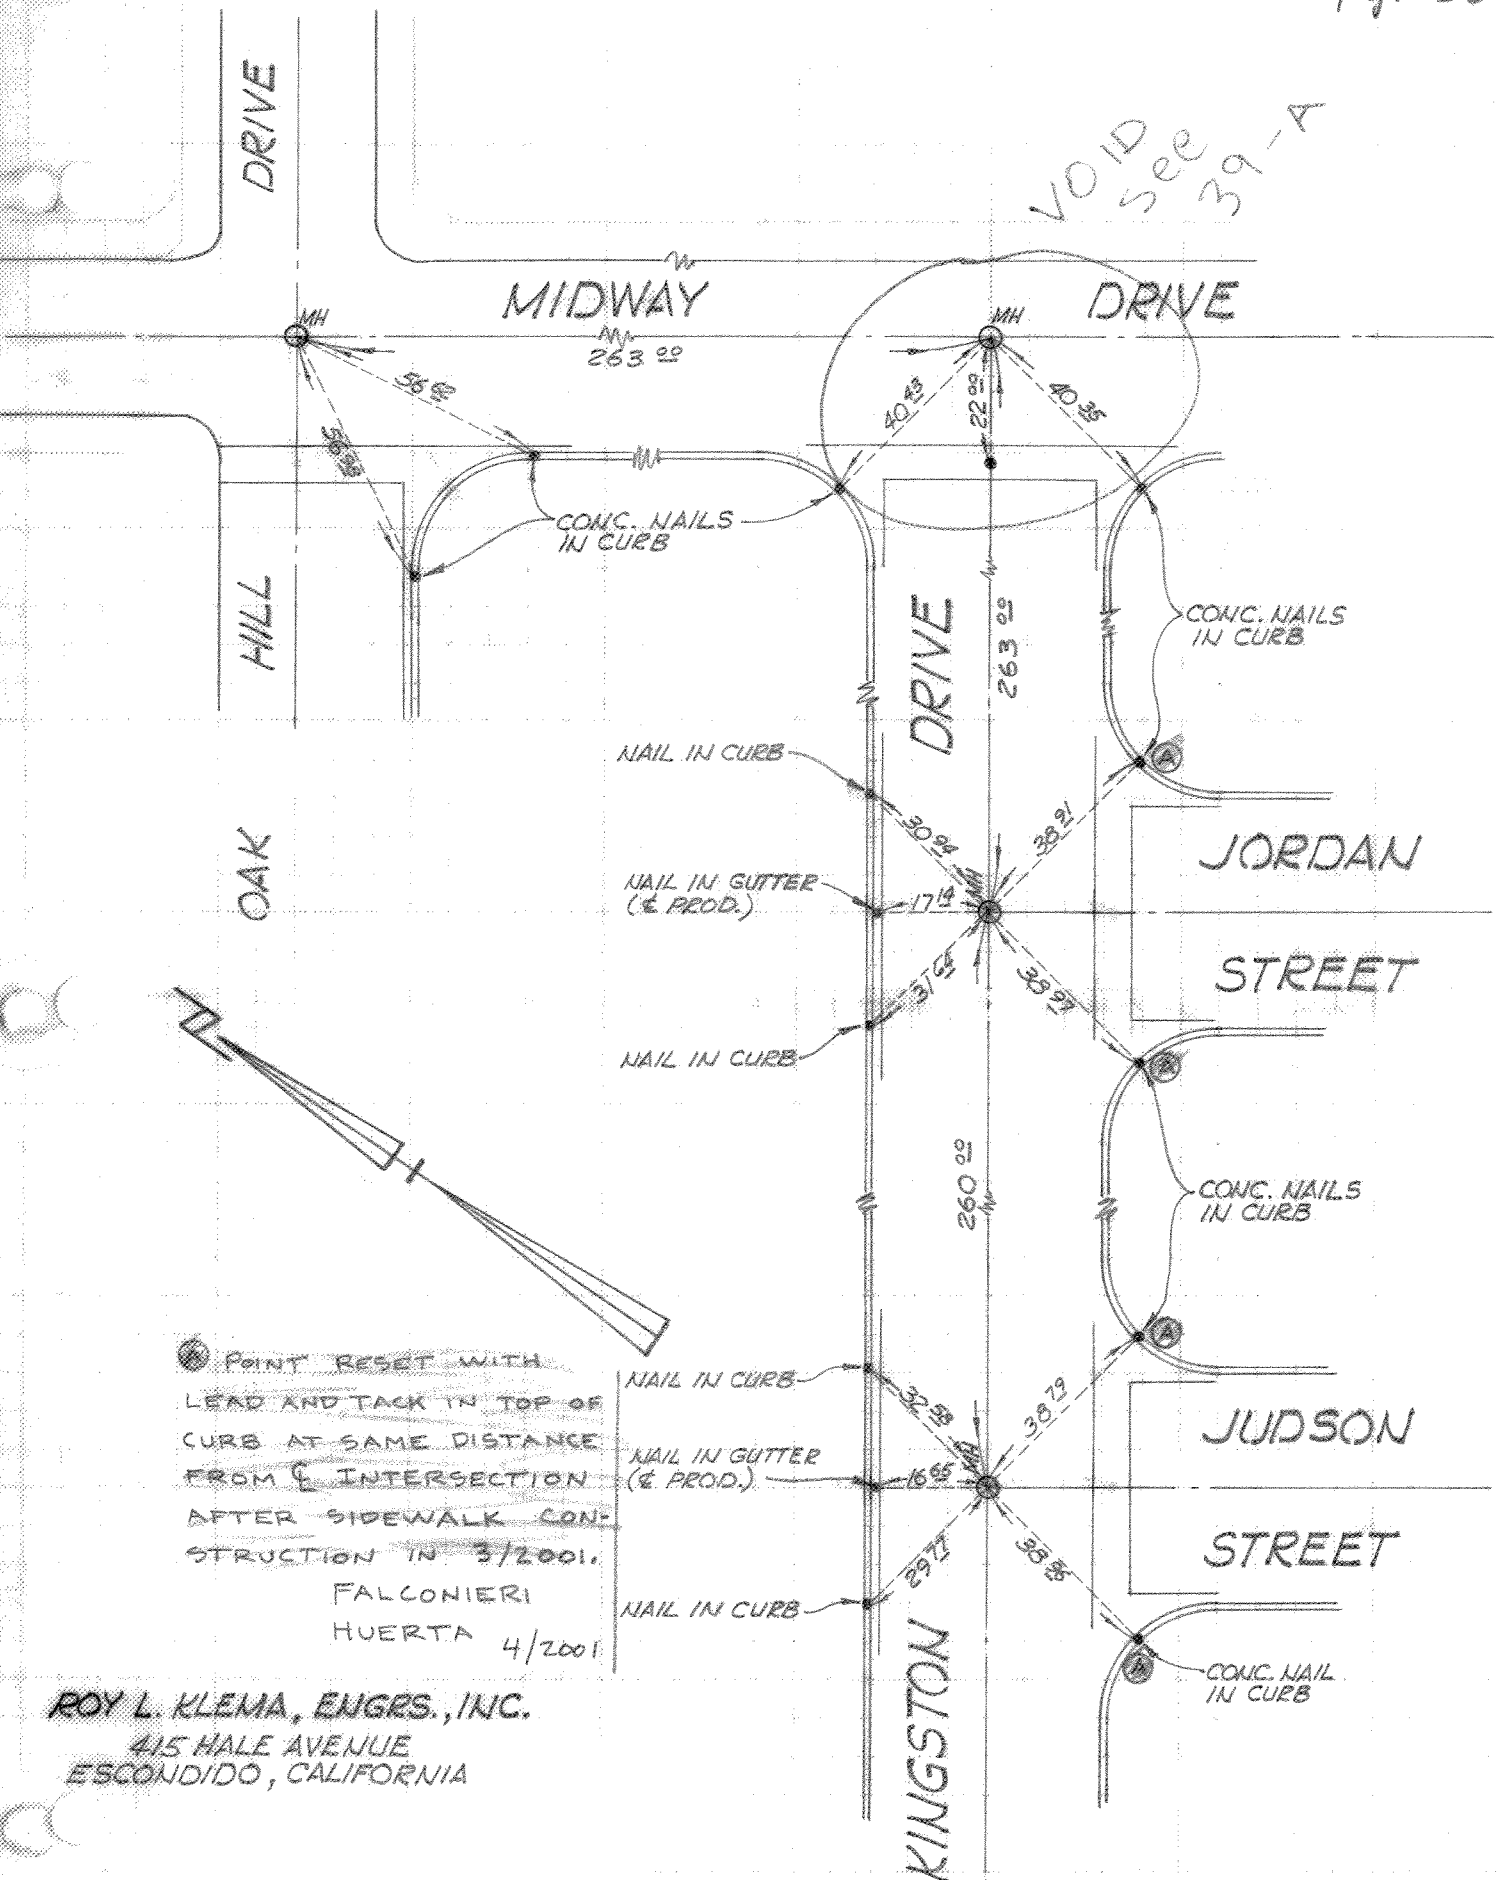 DRIVE
VOID
see
39-A
MIDWAY
DRIVE
MH
MH
263 00
40 43
22 00
40 35
CONC. NAILS
IN CURB
HILL
DRIVE
263 00
CONC. NAILS
IN CURB
NAIL IN CURB
A
30 94
38 91
OAK
JORDAN
NAIL IN GUTTER
(℄ PROD.)
17 14
MH
STREET
31 64
38 97
NAIL IN CURB
A
260 00
CONC. NAILS
IN CURB
A
A POINT RESET WITH
LEAD AND TACK IN TOP OF
CURB AT SAME DISTANCE
FROM ℄ INTERSECTION
AFTER SIDEWALK CON-
STRUCTION IN 3/2001.
FALCONIERI
HUERTA 4/2001
NAIL IN CURB
32 58
38 79
JUDSON
NAIL IN GUTTER
(℄ PROD.)
16 65
MH
STREET
29 77
38 96
NAIL IN CURB
A
CONC. NAIL
IN CURB
KINGSTON
ROY L. KLEMA, ENGRS., INC.
415 HALE AVENUE
ESCONDIDO, CALIFORNIA